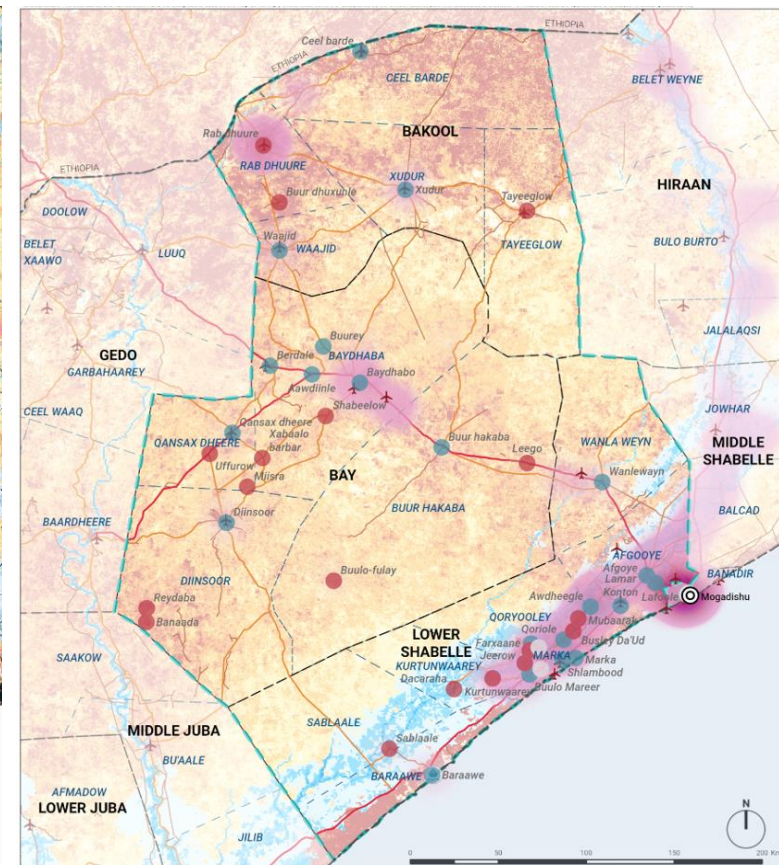 ETHIOPIA
Ceel barde
ETHIOPIA
CEEL BARDE
BELET WEYNE
Rab dhuure
BAKOOL
ETHIOPIA
RAB DHUURE
XUDUR
HIRAAN
Buur dhuxuble
Xudur
Tayeeglow
DOOLOW
Waajid
WAAJID
TAYEEGLOW
BULO BURTO
BELET
XAAWO
LUUQ
JALALAQSI
GEDO
Buurey
BAYDHABA
Berdale
GARBAHAAREY
Aawdiinle
Baydhabo
Shabeelow
CEEL WAAQ
JOWHAR
Qansax dheere
QANSAX DHEERE
Xabaalo
barbar
Buur hakaba
Leego
WANLA WEYN
MIDDLE
SHABELLE
Uffurow
Miisra
BAY
Wanlewayn
BUUR HAKABA
BALCAD
BAARDHEERE
Diinsoor
DIINSOOR
Buulo-fulay
AFGOOYE
Afgoye
Lamar
BANADIR
Lafoole
Mogadishu
Reydaba
Banaada
Awdheegle
Konton
QORYOOLEY
Mubaarak
Qoriole
LOWER
SHABELLE
Farxaane
Busley Da'Ud
SAAKOW
Jeerow
MARKA
Marka
KURTUNWAAREY
Shlambood
Dacaraha
Kurtunwaarey
Buulo Mareer
SABLAALE
MIDDLE JUBA
Sablaale
BU'AALE
BARAAWE
Baraawe
AFMADOW
LOWER JUBA
JILIB
N
0 50 100 150 200 Km